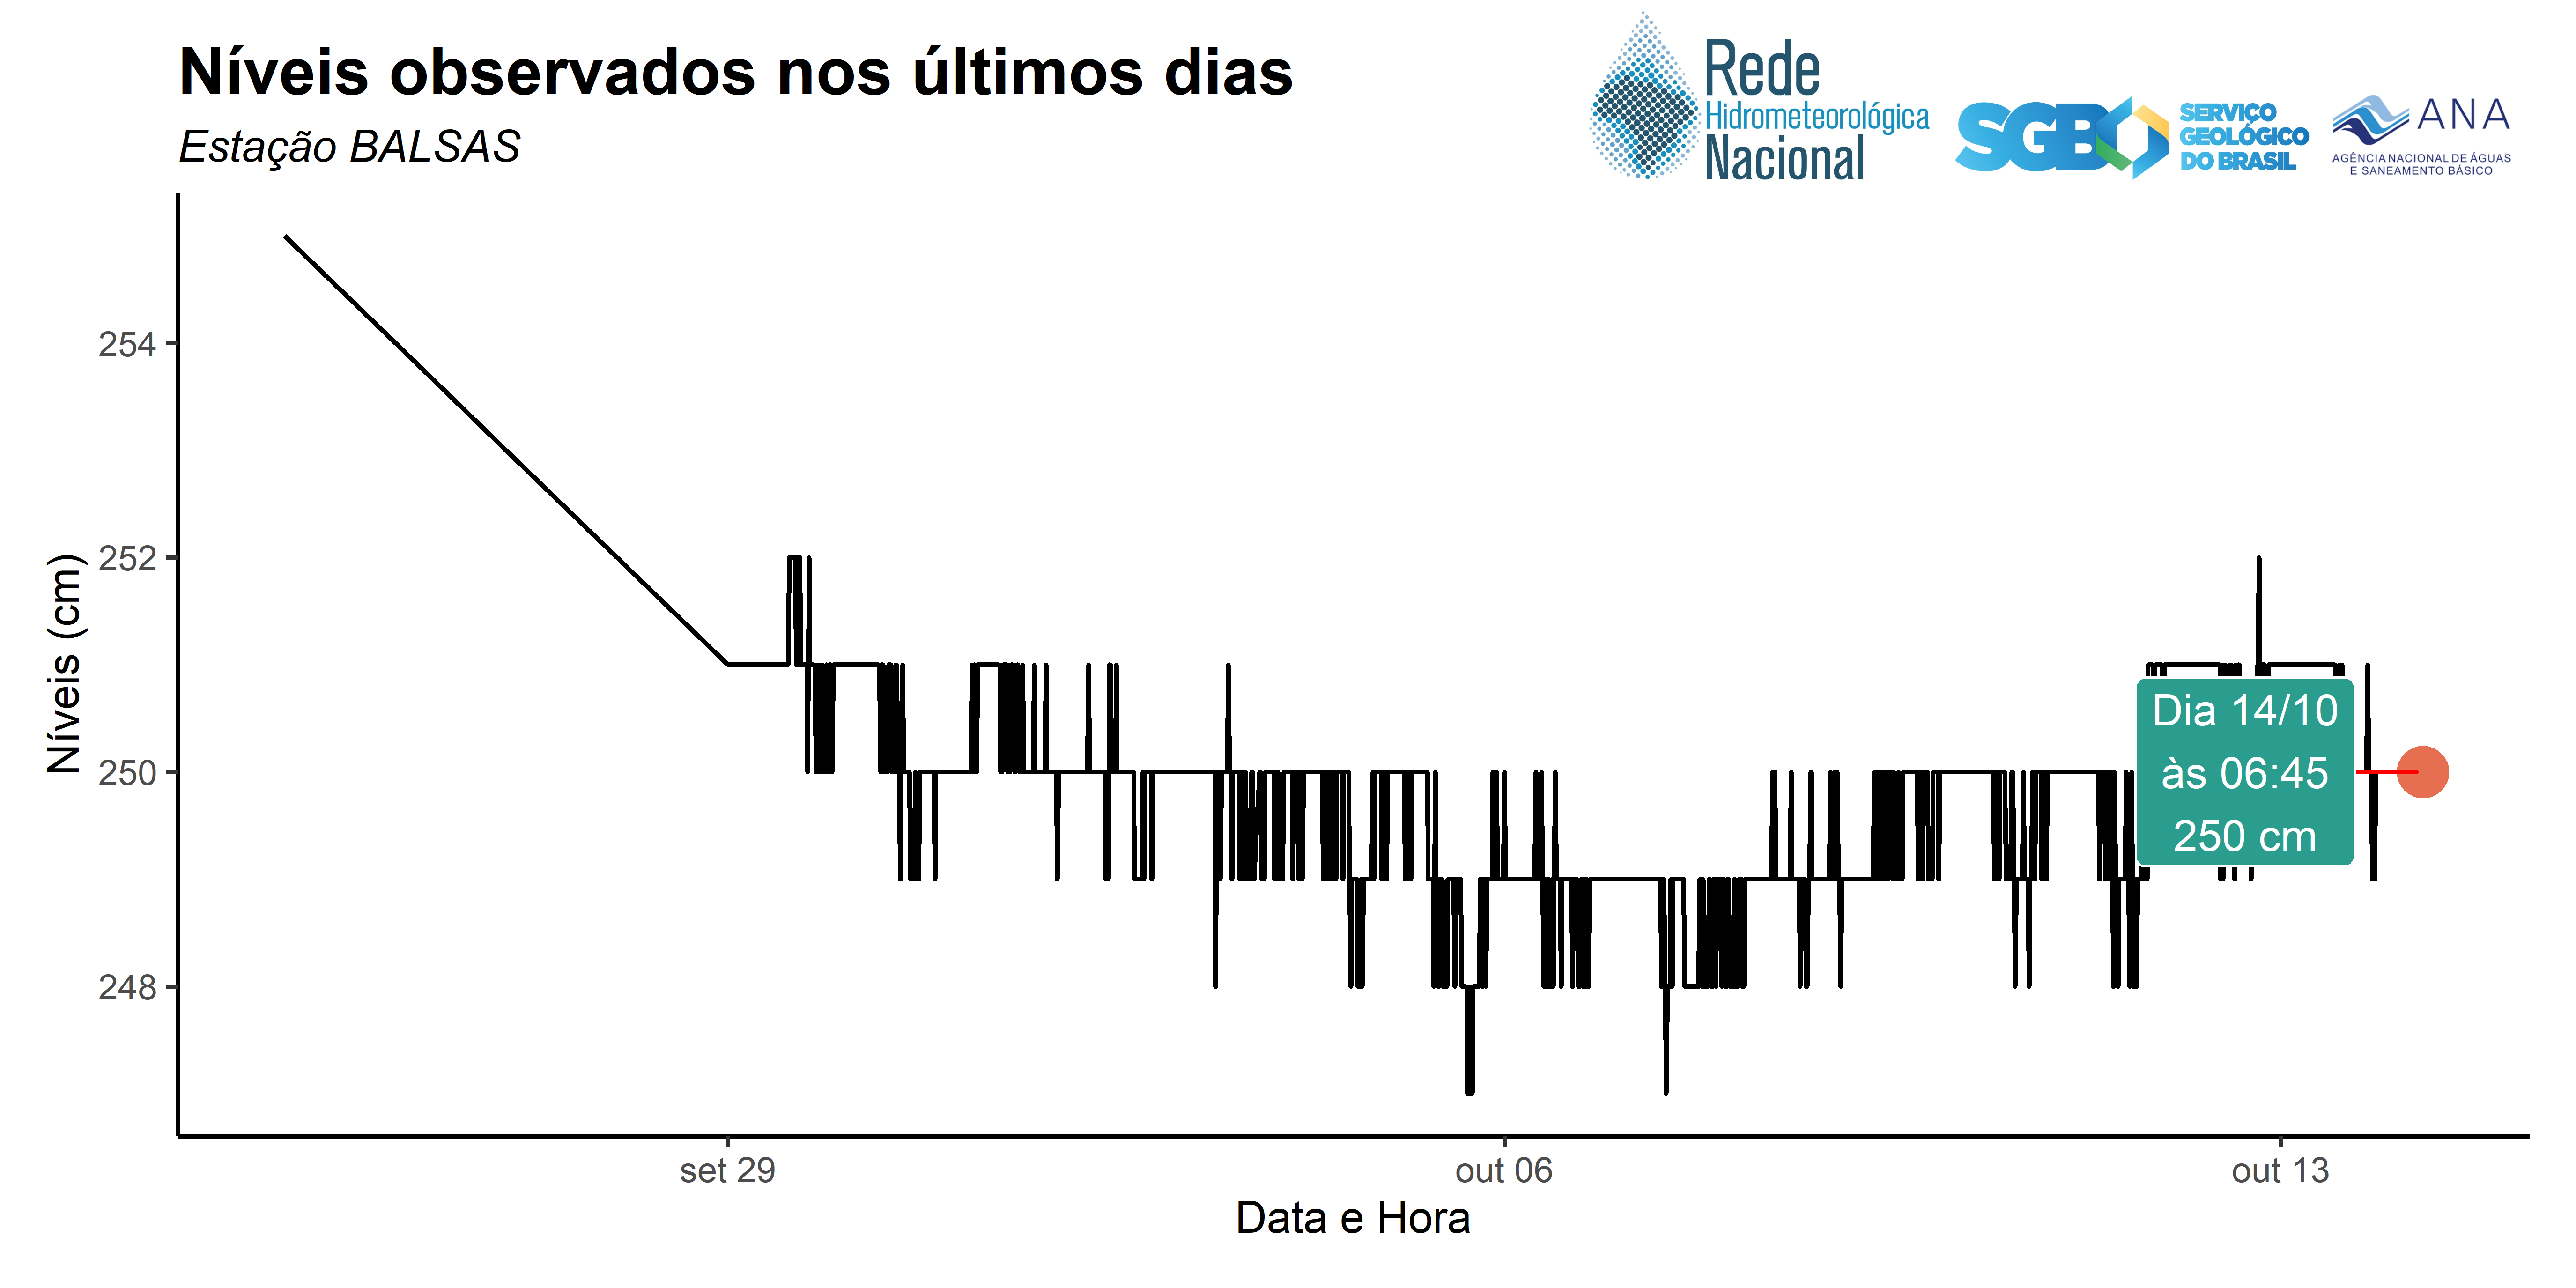 Níveis observados nos últimos dias
Estação BALSAS
Rede
Hidrometeorológica
Nacional
SGB
SERVIÇO
GEOLÓGICO
DO BRASIL
ANA
AGÊNCIA NACIONAL DE ÁGUAS
E SANEAMENTO BÁSICO
Níveis (cm)
254
252
250
248
Dia 14/10
às 06:45
250 cm
set 29
out 06
out 13
Data e Hora